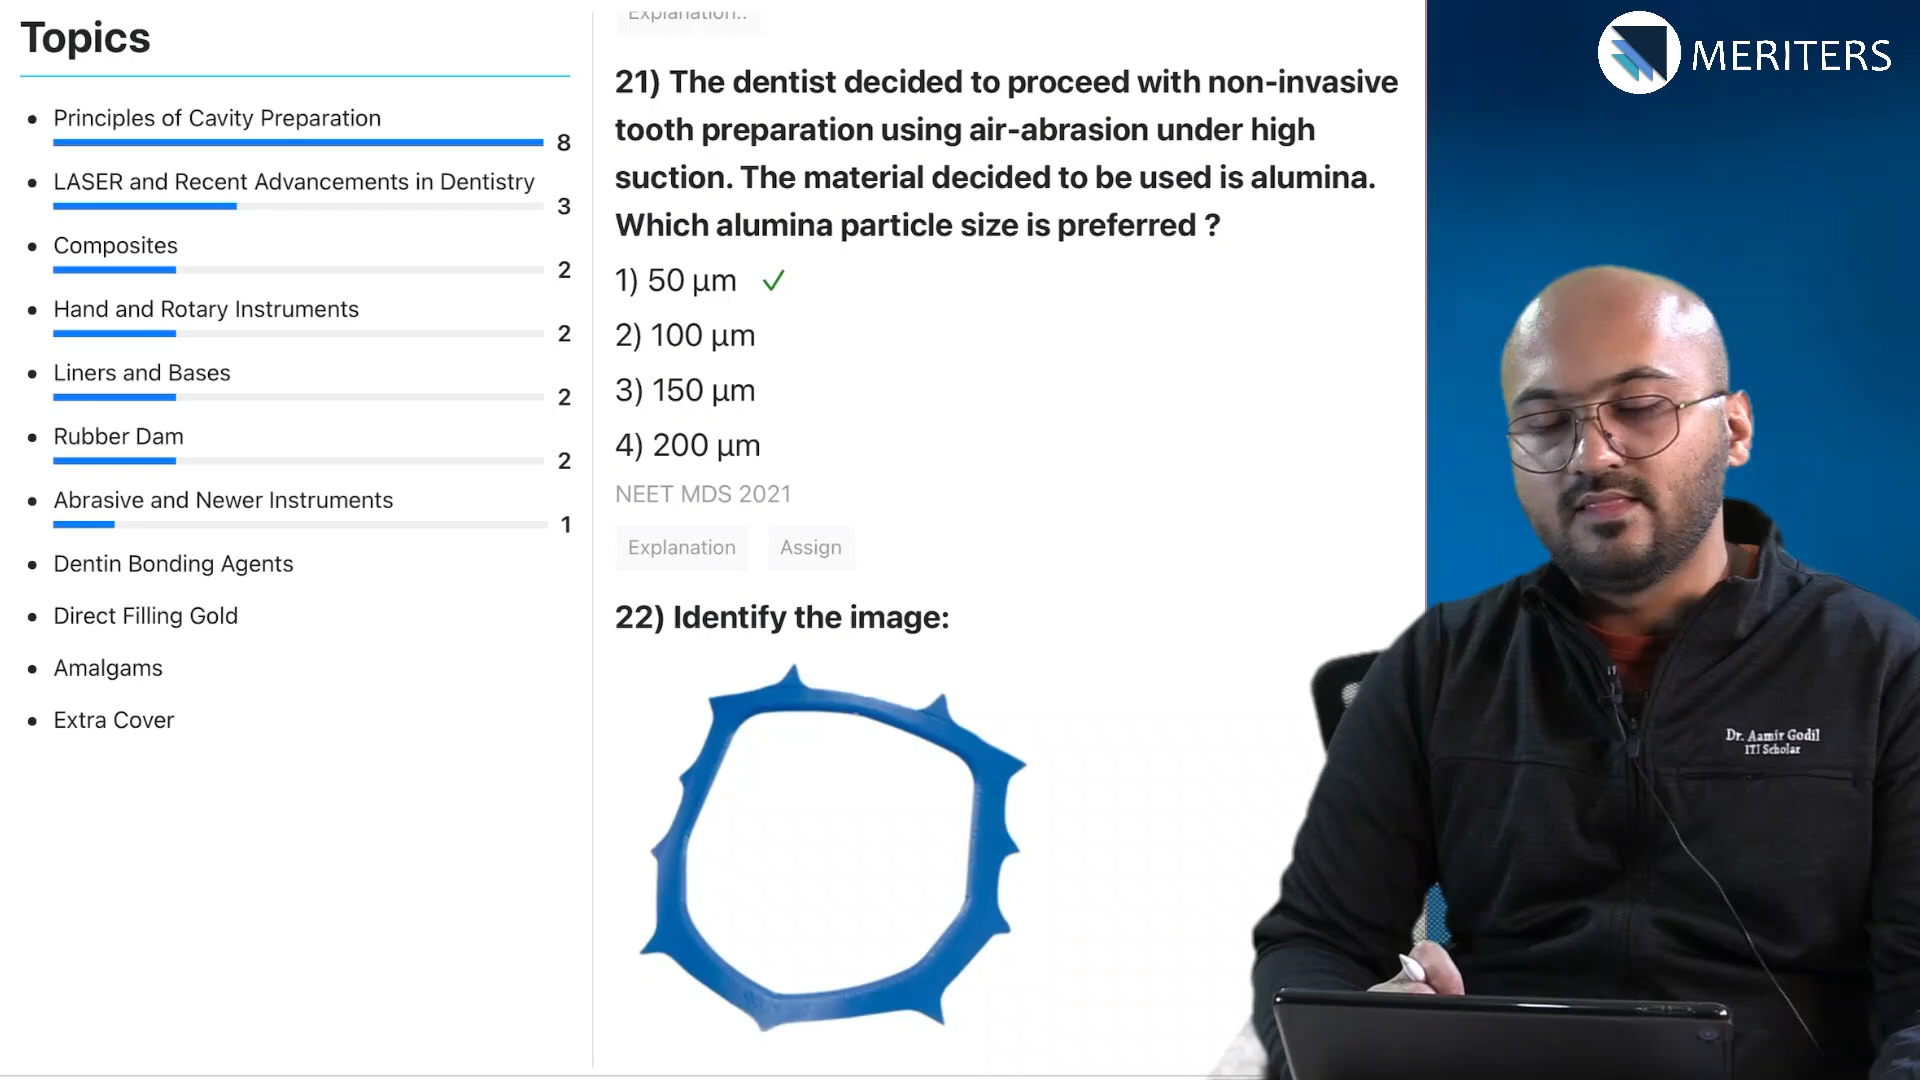 Topics
Principles of Cavity Preparation
8
LASER and Recent Advancements in Dentistry
3
Composites
2
Hand and Rotary Instruments
2
Liners and Bases
2
Rubber Dam
2
Abrasive and Newer Instruments
1
Dentin Bonding Agents
Direct Filling Gold
Amalgams
Extra Cover
Explanation..
21) The dentist decided to proceed with non-invasive
tooth preparation using air-abrasion under high
suction. The material decided to be used is alumina.
Which alumina particle size is preferred ?
1) 50 µm ✓
2) 100 µm
3) 150 µm
4) 200 µm
NEET MDS 2021
Explanation Assign
22) Identify the image:
MERITERS
Dr. Aamir Godil
ITI Scholar